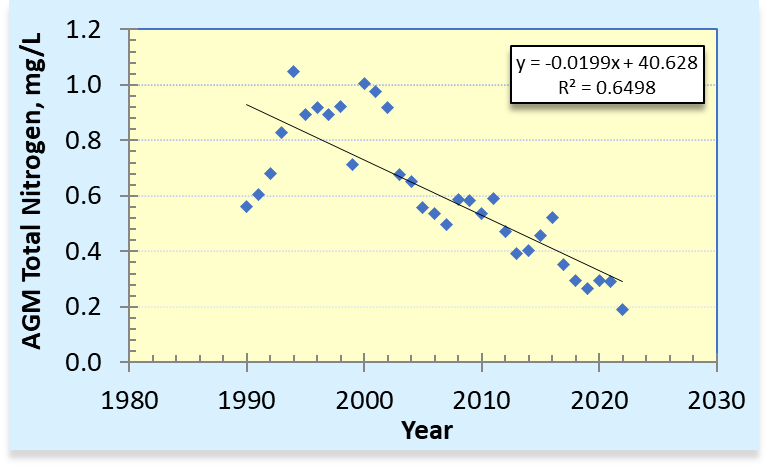 1.2
1.0
0.8
0.6
0.4
0.2
0.0
AGM Total Nitrogen, mg/L
y = -0.0199x + 40.628
R² = 0.6498
1980 1990 2000 2010 2020 2030
Year